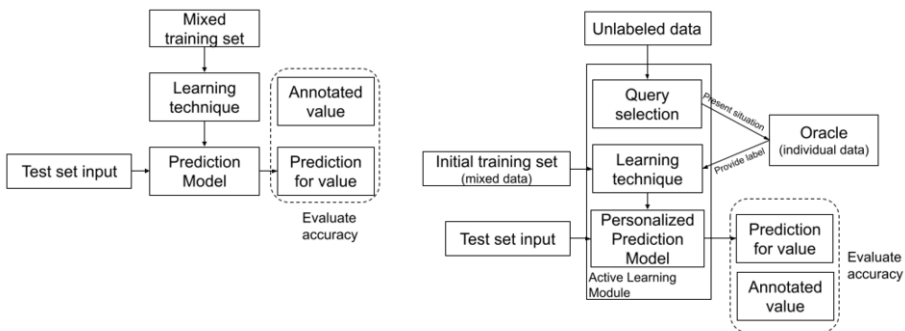 Mixed
training set
Learning
technique
Annotated
value
Test set input
Prediction
Model
Prediction
for value
Evaluate
accuracy
Unlabeled data
Query
selection
Present situation
Oracle
(individual data)
Provide label
Initial training set
(mixed data)
Learning
technique
Test set input
Personalized
Prediction
Model
Active Learning
Module
Prediction
for value
Annotated
value
Evaluate
accuracy